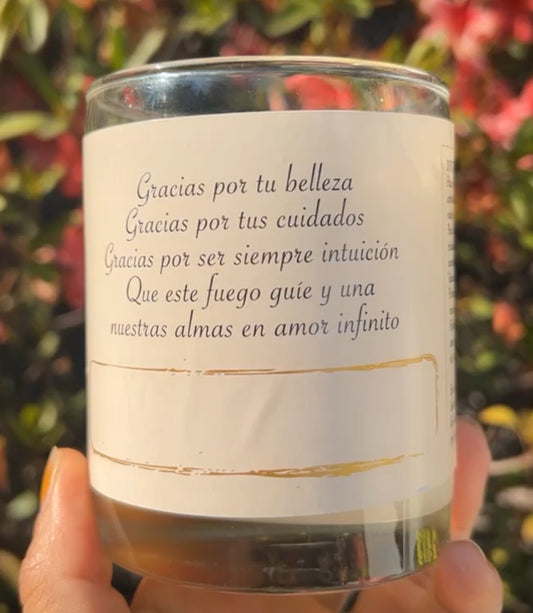 Gracias por tu belleza
Gracias por tus cuidados
Gracias por ser siempre intuición
Que este fuego guíe y una
nuestras almas en amor infinito